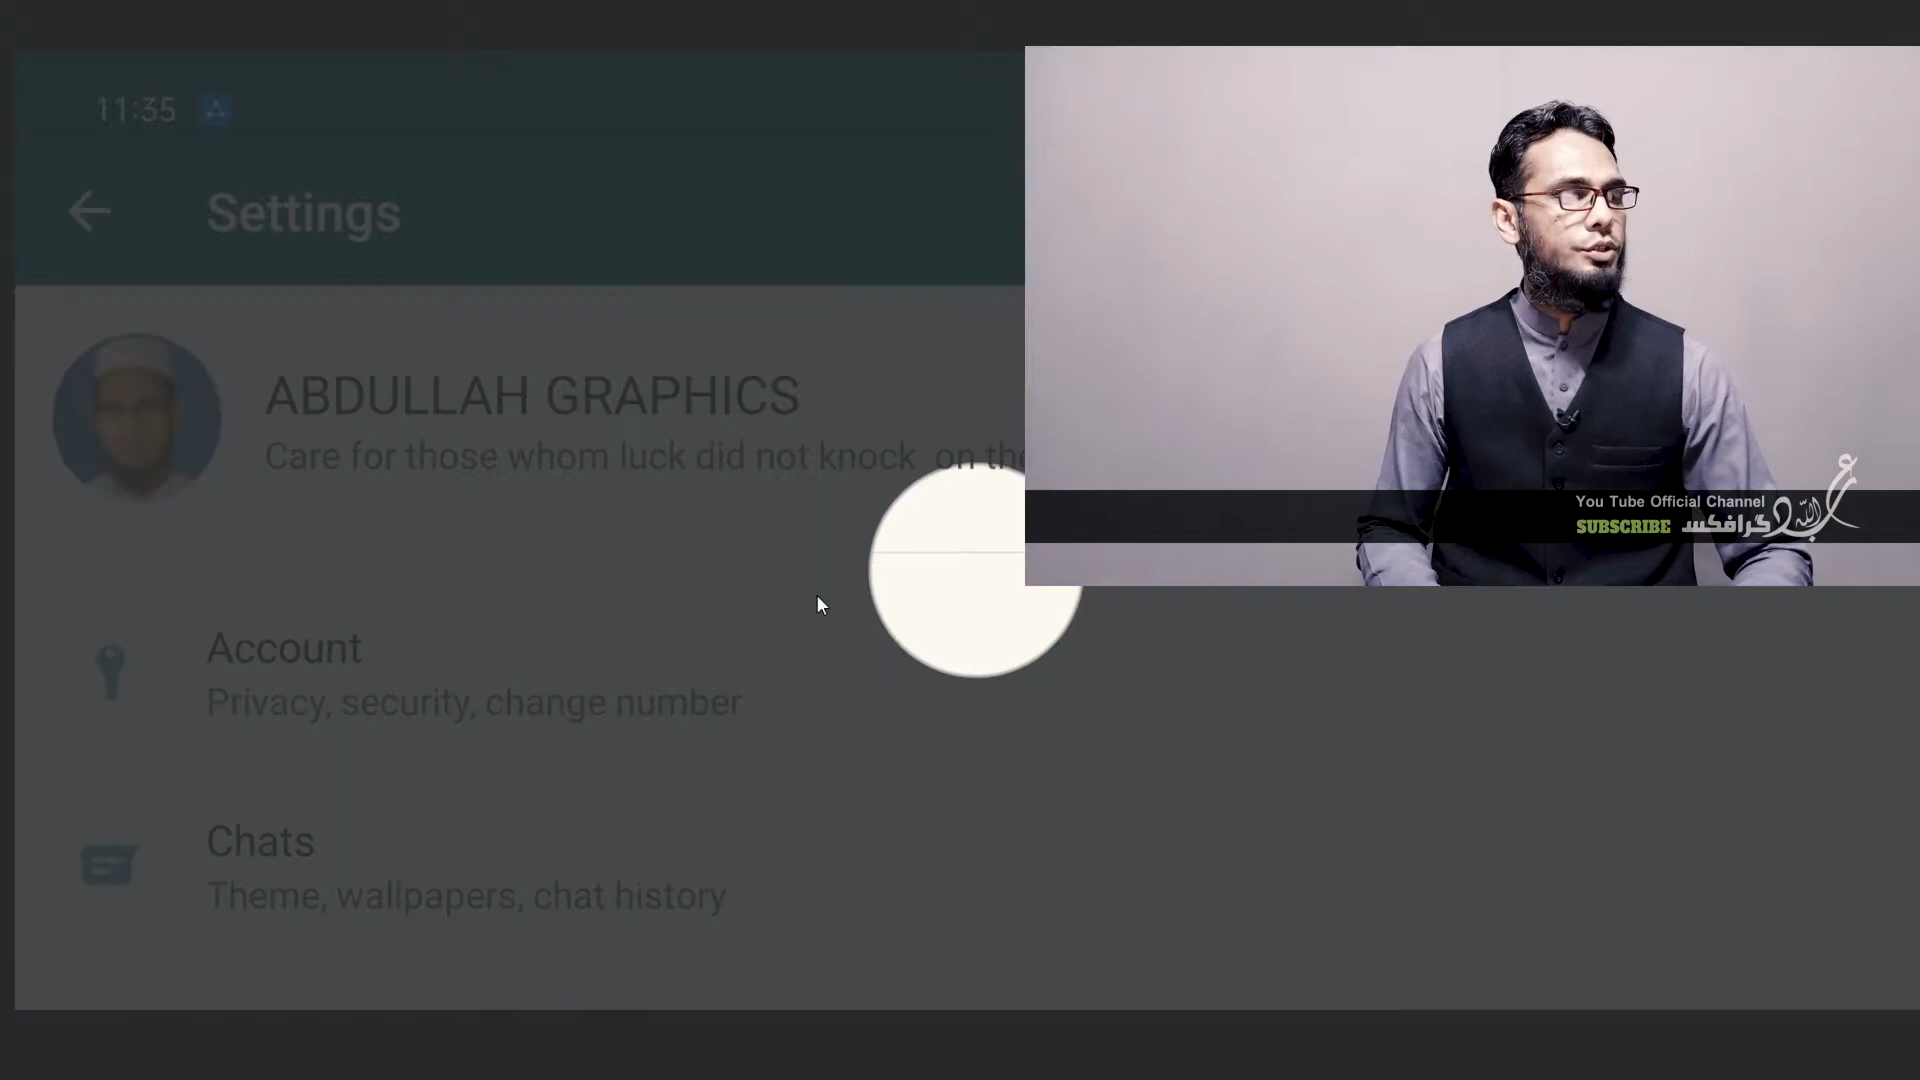 11:35
Settings
ABDULLAH GRAPHICS
Care for those whom luck did not knock on
Account
Privacy, security, change number
Chats
Theme, wallpapers, chat history
You Tube Official Channel
SUBSCRIBE عبداللہ گرافکس